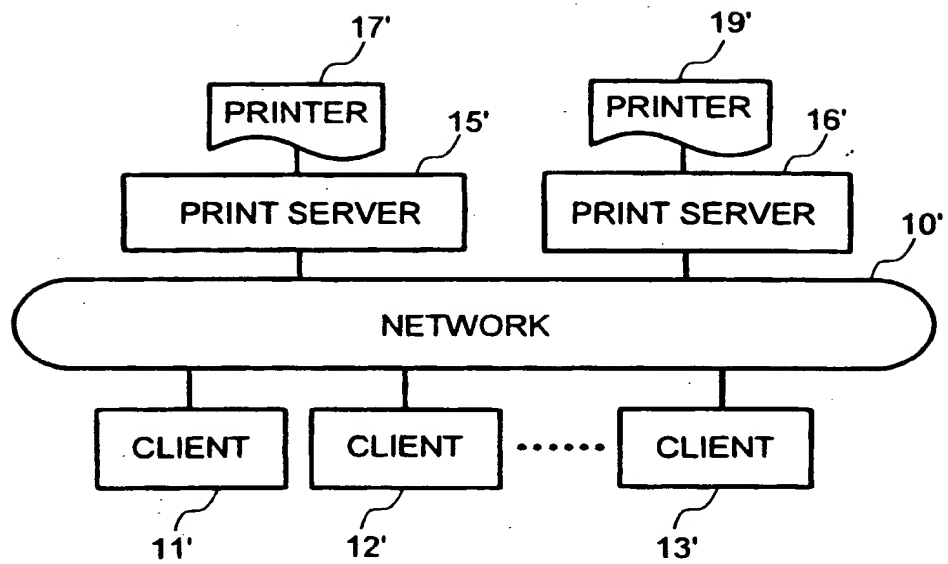 17'
19'
PRINTER
PRINTER
15'
16'
PRINT SERVER
PRINT SERVER
10'
NETWORK
CLIENT
CLIENT
......
CLIENT
11'
12'
13'